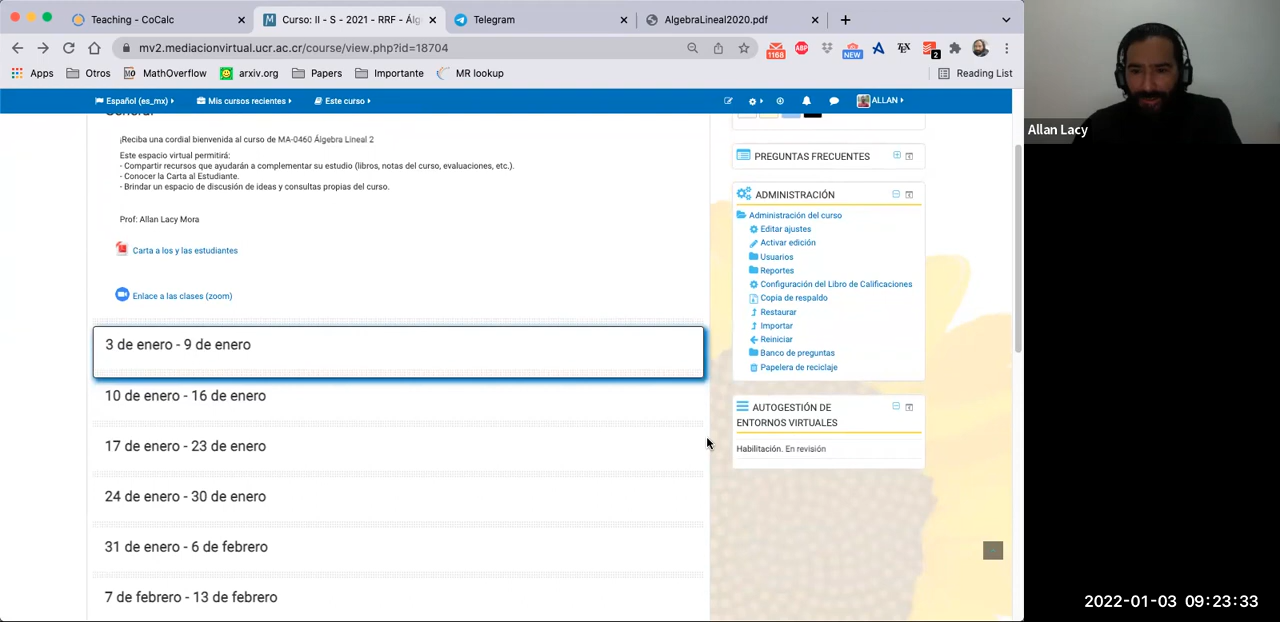 Teaching - CoCalc
Curso: II - S - 2021 - RRF - Álg
Telegram
AlgebraLineal2020.pdf
mv2.mediacionvirtual.ucr.ac.cr/course/view.php?id=18704
1168
ABP
NEW
2
Apps
Otros
MathOverflow
arxiv.org
Papers
Importante
MR lookup
Reading List
Español (es_mx)
Mis cursos recientes
Este curso
ALLAN
General
¡Reciba una cordial bienvenida al curso de MA-0460 Álgebra Lineal 2
Este espacio virtual permitirá:
- Compartir recursos que ayudarán a complementar su estudio (libros, notas del curso, evaluaciones, etc.).
- Conocer la Carta al Estudiante.
- Brindar un espacio de discusión de ideas y consultas propias del curso.
Prof: Allan Lacy Mora
Carta a los y las estudiantes
Enlace a las clases (zoom)
3 de enero - 9 de enero
10 de enero - 16 de enero
17 de enero - 23 de enero
24 de enero - 30 de enero
31 de enero - 6 de febrero
7 de febrero - 13 de febrero
PREGUNTAS FRECUENTES
ADMINISTRACIÓN
Administración del curso
Editar ajustes
Activar edición
Usuarios
Reportes
Configuración del Libro de Calificaciones
Copia de respaldo
Restaurar
Importar
Reiniciar
Banco de preguntas
Papelera de reciclaje
AUTOGESTIÓN DE
ENTORNOS VIRTUALES
Habilitación. En revisión
Allan Lacy
2022-01-03 09:23:33